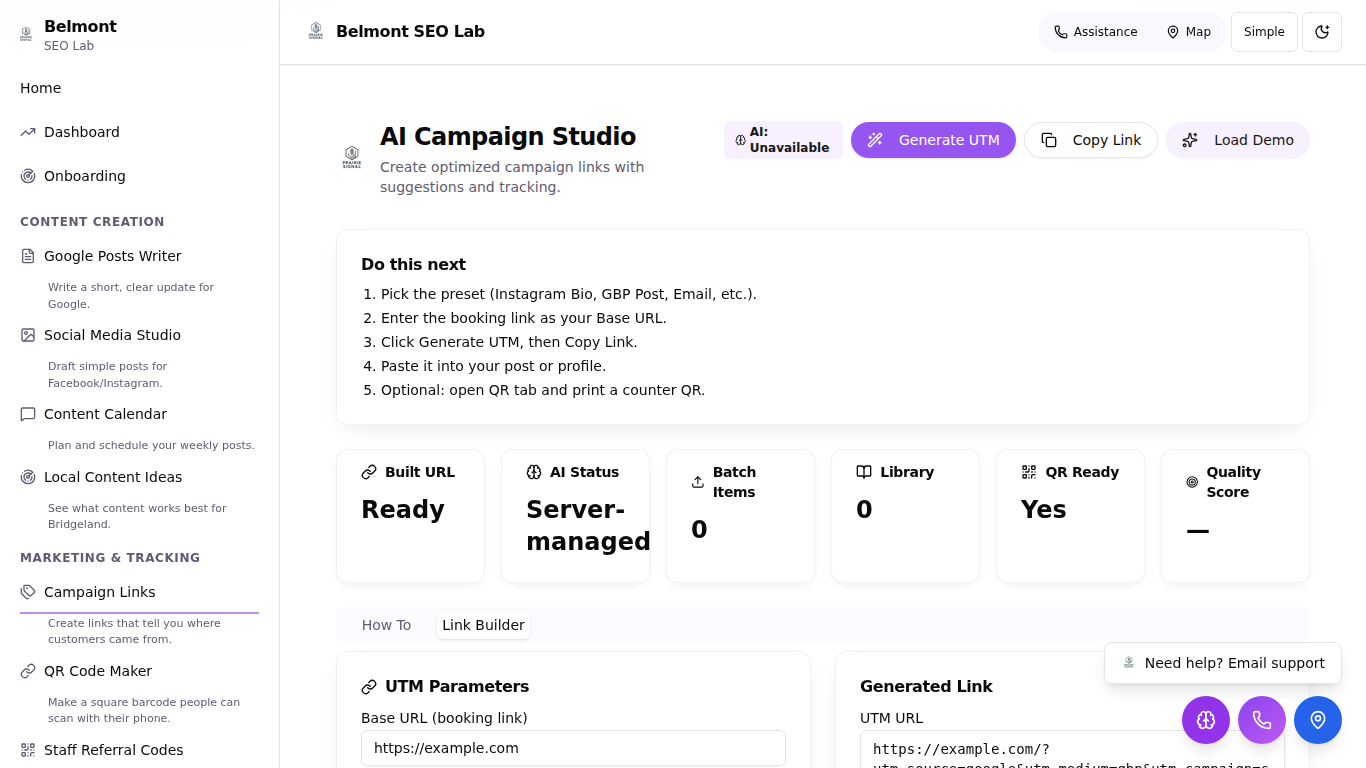 Belmont
SEO Lab
Home
Dashboard
Onboarding
CONTENT CREATION
Google Posts Writer
Write a short, clear update for
Google.
Social Media Studio
Draft simple posts for
Facebook/Instagram.
Content Calendar
Plan and schedule your weekly posts.
Local Content Ideas
See what content works best for
Bridgeland.
MARKETING & TRACKING
Campaign Links
Create links that tell you where
customers came from.
QR Code Maker
Make a square barcode people can
scan with their phone.
Staff Referral Codes
Belmont SEO Lab
Assistance
Map
Simple
PRAIRIE
SIGNAL
AI Campaign Studio
Create optimized campaign links with
suggestions and tracking.
AI:
Unavailable
Generate UTM
Copy Link
Load Demo
Do this next
1. Pick the preset (Instagram Bio, GBP Post, Email, etc.).
2. Enter the booking link as your Base URL.
3. Click Generate UTM, then Copy Link.
4. Paste it into your post or profile.
5. Optional: open QR tab and print a counter QR.
Built URL
Ready
AI Status
Server-
managed
Batch
Items
0
Library
0
QR Ready
Yes
Quality
Score
—
How To
Link Builder
UTM Parameters
Base URL (booking link)
https://example.com
Generated Link
UTM URL
https://example.com/?
utm_source=google&utm_medium=gbp&utm_campaign=s
Need help? Email support